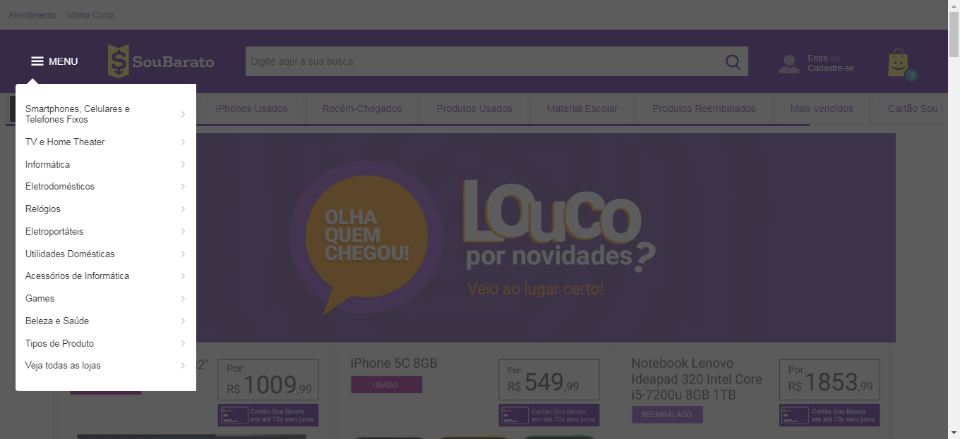 Atendimento Minha Conta
MENU
SouBarato
Digite aqui a sua busca
Entre ou
Cadastre-se
0
iPhones Usados Recém-Chegados Produtos Usados Material Escolar Produtos Reembalados Mais vendidos Cartão Sou
Smartphones, Celulares e
Telefones Fixos
TV e Home Theater
Informática
Eletrodomésticos
Relógios
Eletroportáteis
Utilidades Domésticas
Acessórios de Informática
Games
Beleza e Saúde
Tipos de Produto
Veja todas as lojas
OLHA
QUEM
CHEGOU!
LOuCO
por novidades?
Veio ao lugar certo!
2"
Por:
R$ 1009,99
Cartão Sou Barato
em até 10x sem juros
iPhone 5C 8GB
USADO
Por:
R$ 549,99
Cartão Sou Barato
em até 10x sem juros
Notebook Lenovo
Ideapad 320 Intel Core
i5-7200u 8GB 1TB
REEMBALADO
Por:
R$ 1853,99
Cartão Sou Barato
em até 10x sem juros